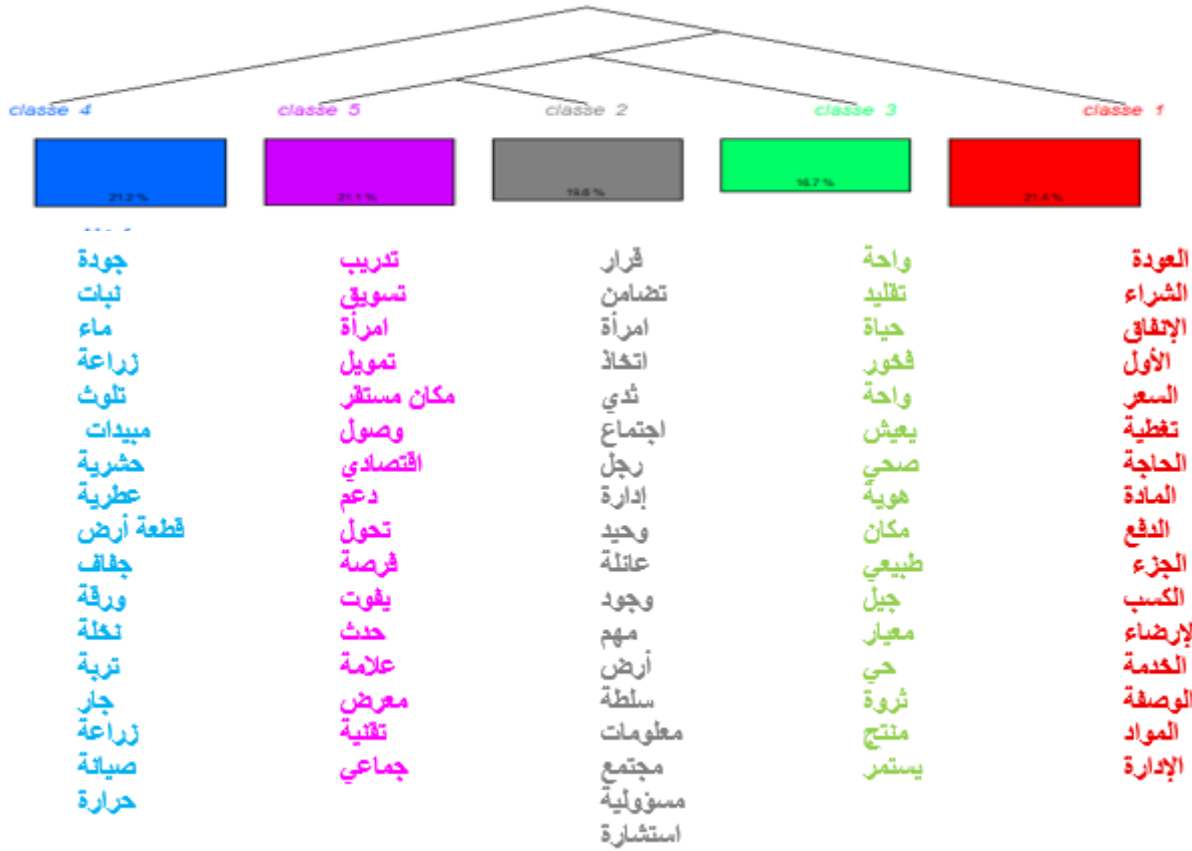 classe 4
classe 5
classe 2
classe 3
classe 1
21.2 %
21.1 %
19.6 %
16.7 %
21.4 %
جودة
نبات
ماء
زراعة
تلوث
مبيدات
حشرية
عطرية
قطعة أرض
جفاف
ورقة
نخلة
تربة
جار
زراعة
صيانة
حرارة
تدريب
تسويق
امرأة
تمويل
مكان مستقر
وصول
اقتصادي
دعم
تحول
فرصة
يفوت
حدث
علامة
معرض
تقنية
جماعي
قرار
تضامن
امرأة
اتخاذ
ثدي
اجتماع
رجل
إدارة
وحيد
عائلة
وجود
مهم
أرض
سلطة
معلومات
مجتمع
مسؤولية
استشارة
واحة
تقليد
حياة
فخور
واحة
يعيش
صحي
هوية
مكان
طبيعي
جيل
معيار
حي
ثروة
منتج
يستمر
العودة
الشراء
الإنفاق
الأول
السعر
تغطية
الحاجة
المادة
الدفع
الجزء
الكسب
لإرضاء
الخدمة
الوصفة
المواد
الإدارة